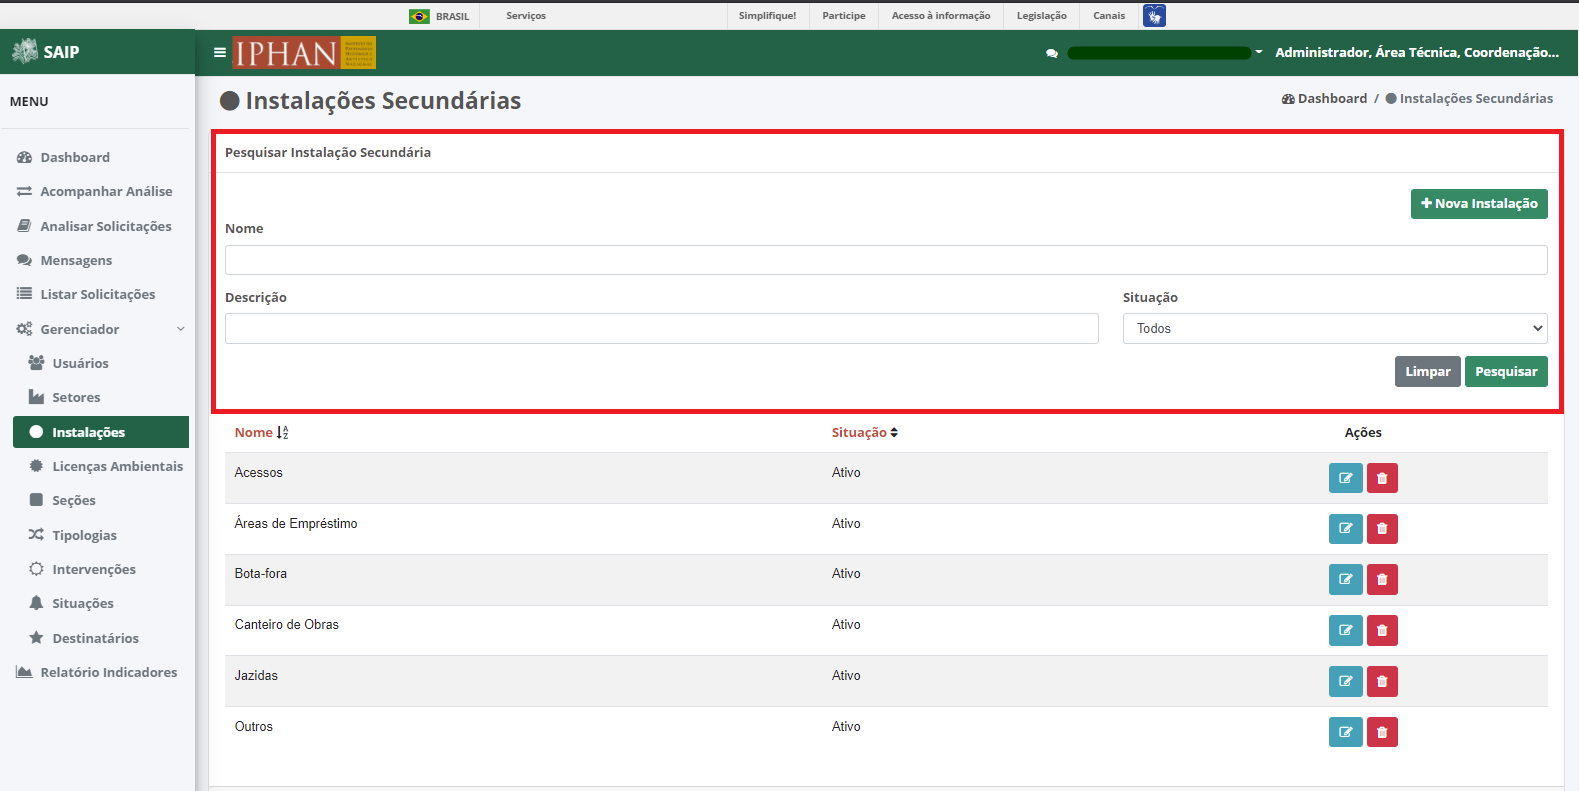 BRASIL Serviços Simplifique! Participe Acesso à informação Legislação Canais
SAIP
IPHAN
Administrador, Área Técnica, Coordenação...
MENU
Dashboard
Acompanhar Análise
Analisar Solicitações
Mensagens
Listar Solicitações
Gerenciador
Usuários
Setores
Instalações
Licenças Ambientais
Seções
Tipologias
Intervenções
Situações
Destinatários
Relatório Indicadores
Instalações Secundárias
Dashboard / Instalações Secundárias
Pesquisar Instalação Secundária
Nova Instalação
Nome
Descrição Situação
Todos
Limpar Pesquisar
Nome Situação Ações
Acessos Ativo
Áreas de Empréstimo Ativo
Bota-fora Ativo
Canteiro de Obras Ativo
Jazidas Ativo
Outros Ativo